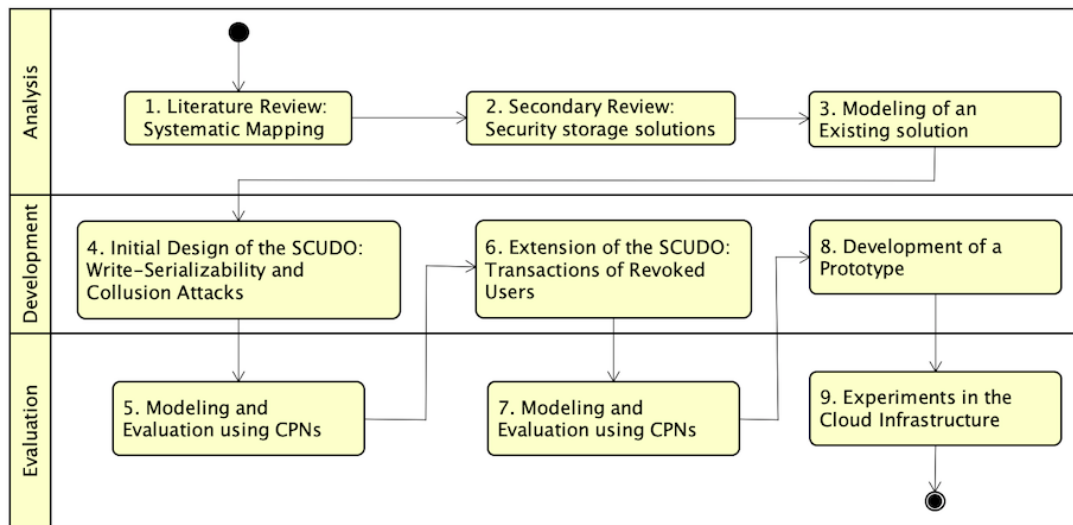 Analysis
1. Literature Review:
Systematic Mapping
2. Secondary Review:
Security storage solutions
3. Modeling of an
Existing solution
Development
4. Initial Design of the SCUDO:
Write-Serializability and
Collusion Attacks
6. Extension of the SCUDO:
Transactions of Revoked
Users
8. Development of a
Prototype
Evaluation
5. Modeling and
Evaluation using CPNs
7. Modeling and
Evaluation using CPNs
9. Experiments in the
Cloud Infrastructure